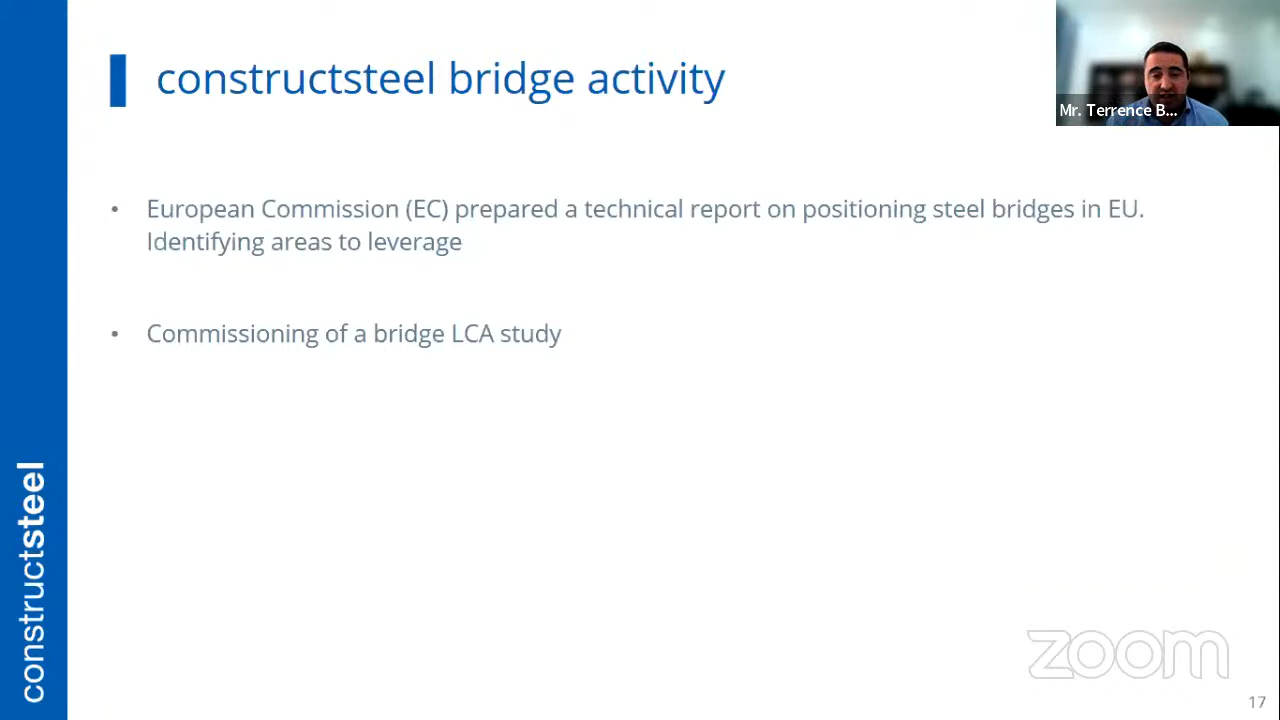 constructsteel bridge activity
Mr. Terrence B...
• European Commission (EC) prepared a technical report on positioning steel bridges in EU.
Identifying areas to leverage
• Commissioning of a bridge LCA study
constructsteel
zoom
17